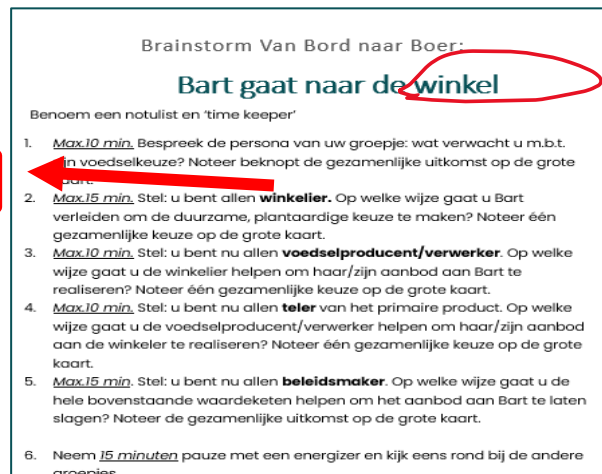 Brainstorm Van Bord naar Boer:
Bart gaat naar de winkel
Benoem een notulist en ‘time keeper’
1. Max.10 min. Bespreek de persona van uw groepje: wat verwacht u m.b.t.
voedselkeuze? Noteer beknopt de gezamenlijke uitkomst op de grote
kaart.
2. Max.15 min. Stel: u bent allen winkelier. Op welke wijze gaat u Bart
verleiden om de duurzame, plantaardige keuze te maken? Noteer één
gezamenlijke keuze op de grote kaart.
3. Max.10 min. Stel: u bent nu allen voedselproducent/verwerker. Op welke
wijze gaat u de winkelier helpen om haar/zijn aanbod aan Bart te
realiseren? Noteer één gezamenlijke keuze op de grote kaart.
4. Max.10 min. Stel: u bent nu allen teler van het primaire product. Op welke
wijze gaat u de voedselproducent/verwerker helpen om haar/zijn aanbod
aan de winkeler te realiseren? Noteer één gezamenlijke keuze op de grote
kaart.
5. Max.15 min. Stel: u bent nu allen beleidsmaker. Op welke wijze gaat u de
hele bovenstaande waardeketen helpen om het aanbod aan Bart te laten
slagen? Noteer de gezamenlijke uitkomst op de grote kaart.
6. Neem 15 minuten pauze met een energizer en kijk eens rond bij de andere
groepjes